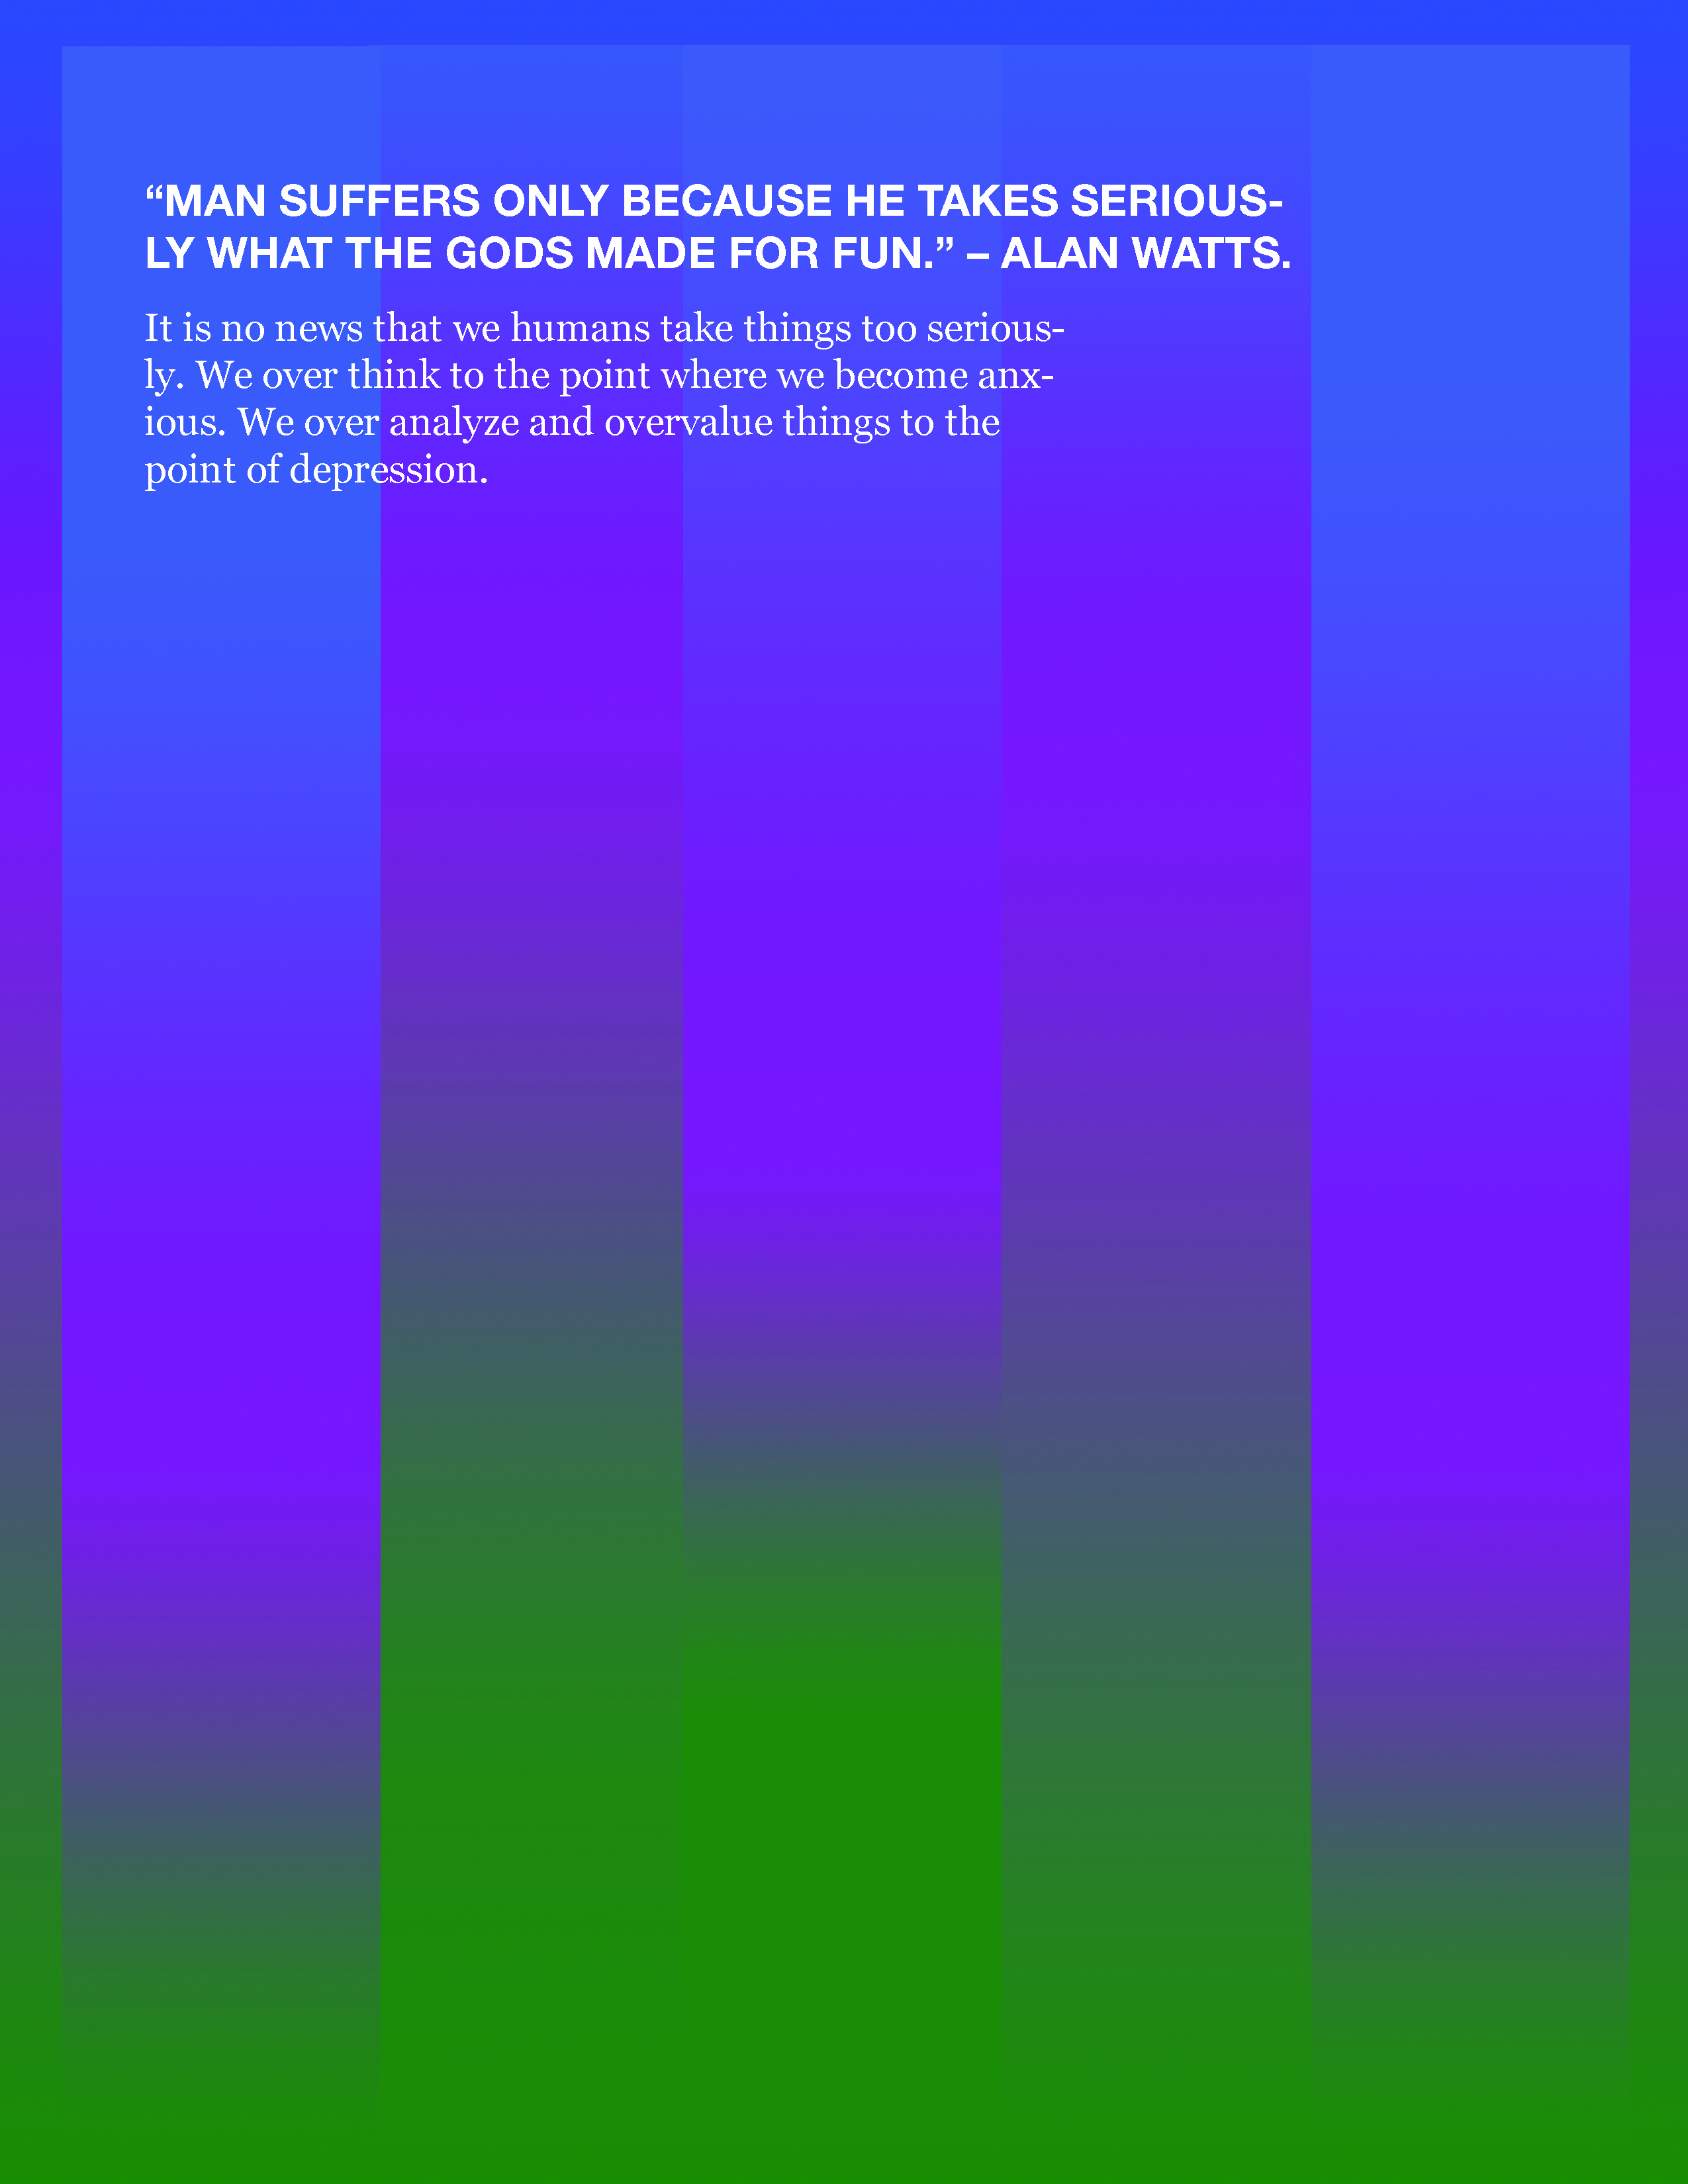 “MAN SUFFERS ONLY BECAUSE HE TAKES SERIOUS-
LY WHAT THE GODS MADE FOR FUN.” – ALAN WATTS.
It is no news that we humans take things too serious-
ly. We over think to the point where we become anx-
ious. We over analyze and overvalue things to the
point of depression.